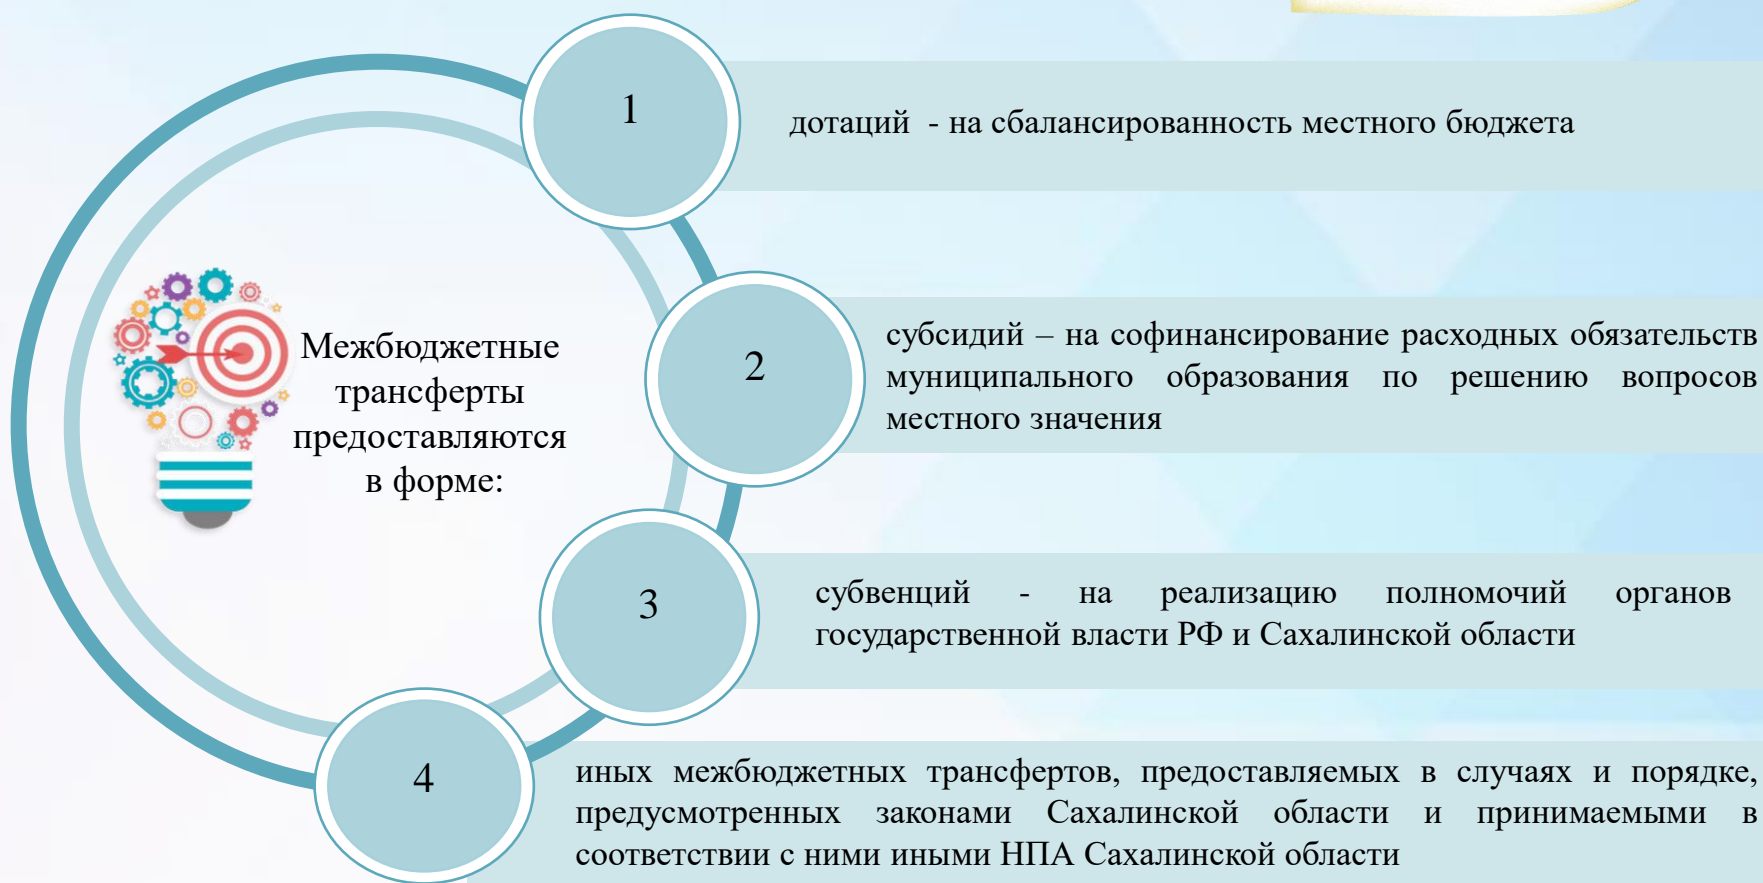 Межбюджетные
трансферты
предоставляются
в форме:
1
дотаций - на сбалансированность местного бюджета
2
субсидий – на софинансирование расходных обязательств
муниципального образования по решению вопросов
местного значения
3
субвенций - на реализацию полномочий органов
государственной власти РФ и Сахалинской области
4
иных межбюджетных трансфертов, предоставляемых в случаях и порядке,
предусмотренных законами Сахалинской области и принимаемыми в
соответствии с ними иными НПА Сахалинской области